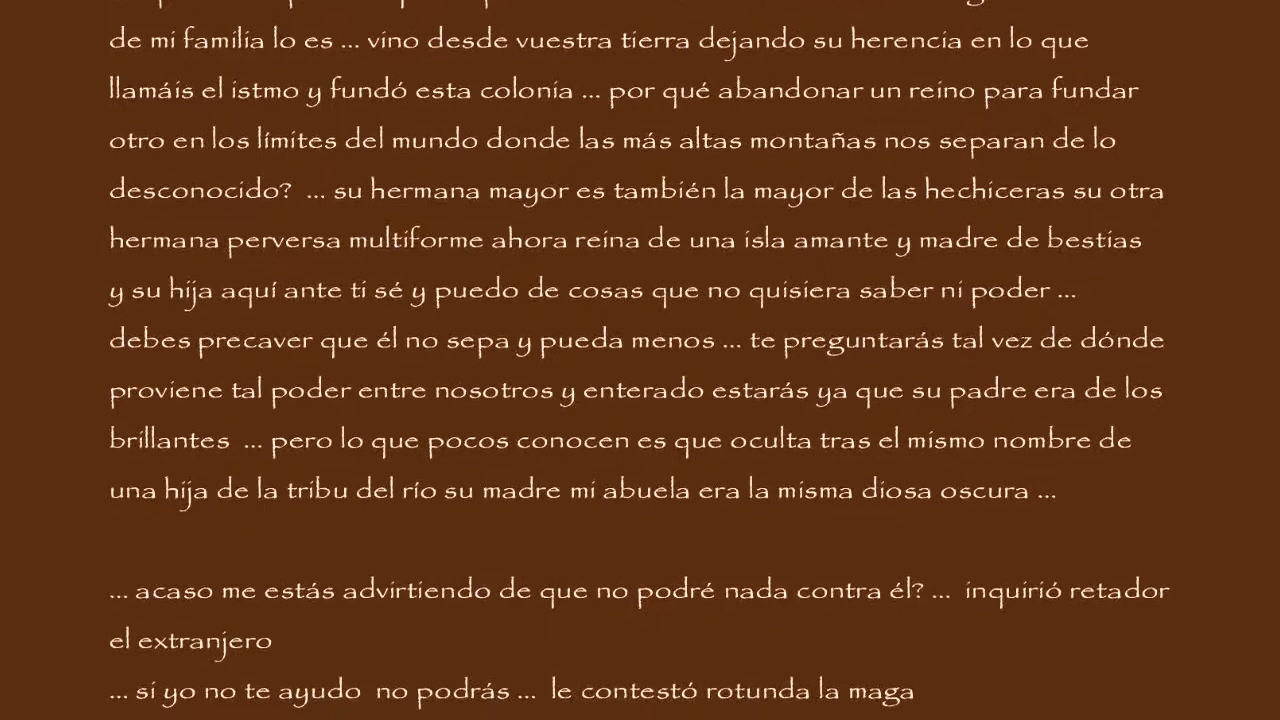 de mi familia lo es ... vino desde vuestra tierra dejando su herencia en lo que
llamáis el istmo y fundó esta colonia ... por qué abandonar un reino para fundar
otro en los límites del mundo donde las más altas montañas nos separan de lo
desconocido? ... su hermana mayor es también la mayor de las hechiceras su otra
hermana perversa multiforme ahora reina de una isla amante y madre de bestias
y su hija aquí ante ti sé y puedo de cosas que no quisiera saber ni poder ...
debes precaver que él no sepa y pueda menos ... te preguntarás tal vez de dónde
proviene tal poder entre nosotros y enterado estarás ya que su padre era de los
brillantes ... pero lo que pocos conocen es que oculta tras el mismo nombre de
una hija de la tribu del río su madre mi abuela era la misma diosa oscura ...
... acaso me estás advirtiendo de que no podré nada contra él? ... inquirió retador
el extranjero
... si yo no te ayudo no podrás ... le contestó rotunda la maga